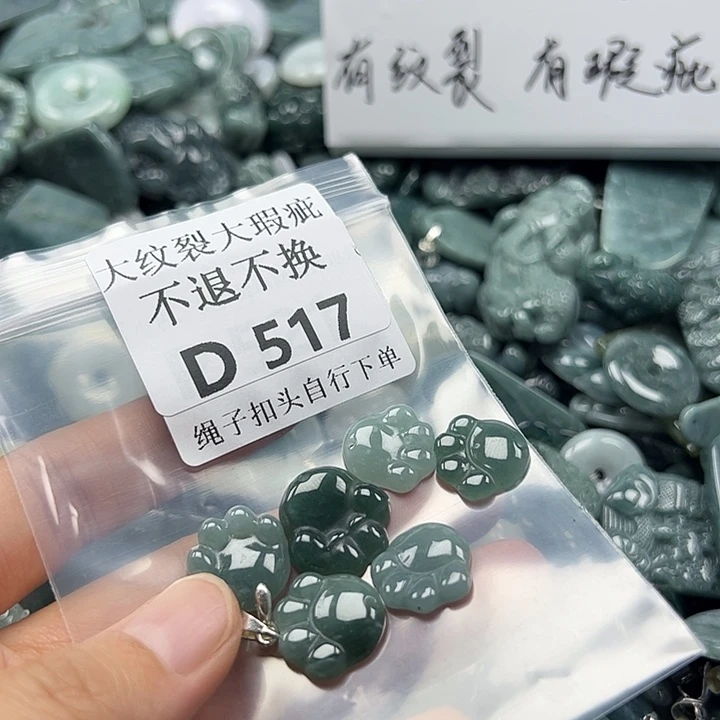 有纹裂 有瑕疵
大纹裂大瑕疵
不退不换
D 517
绳子扣头自行下单